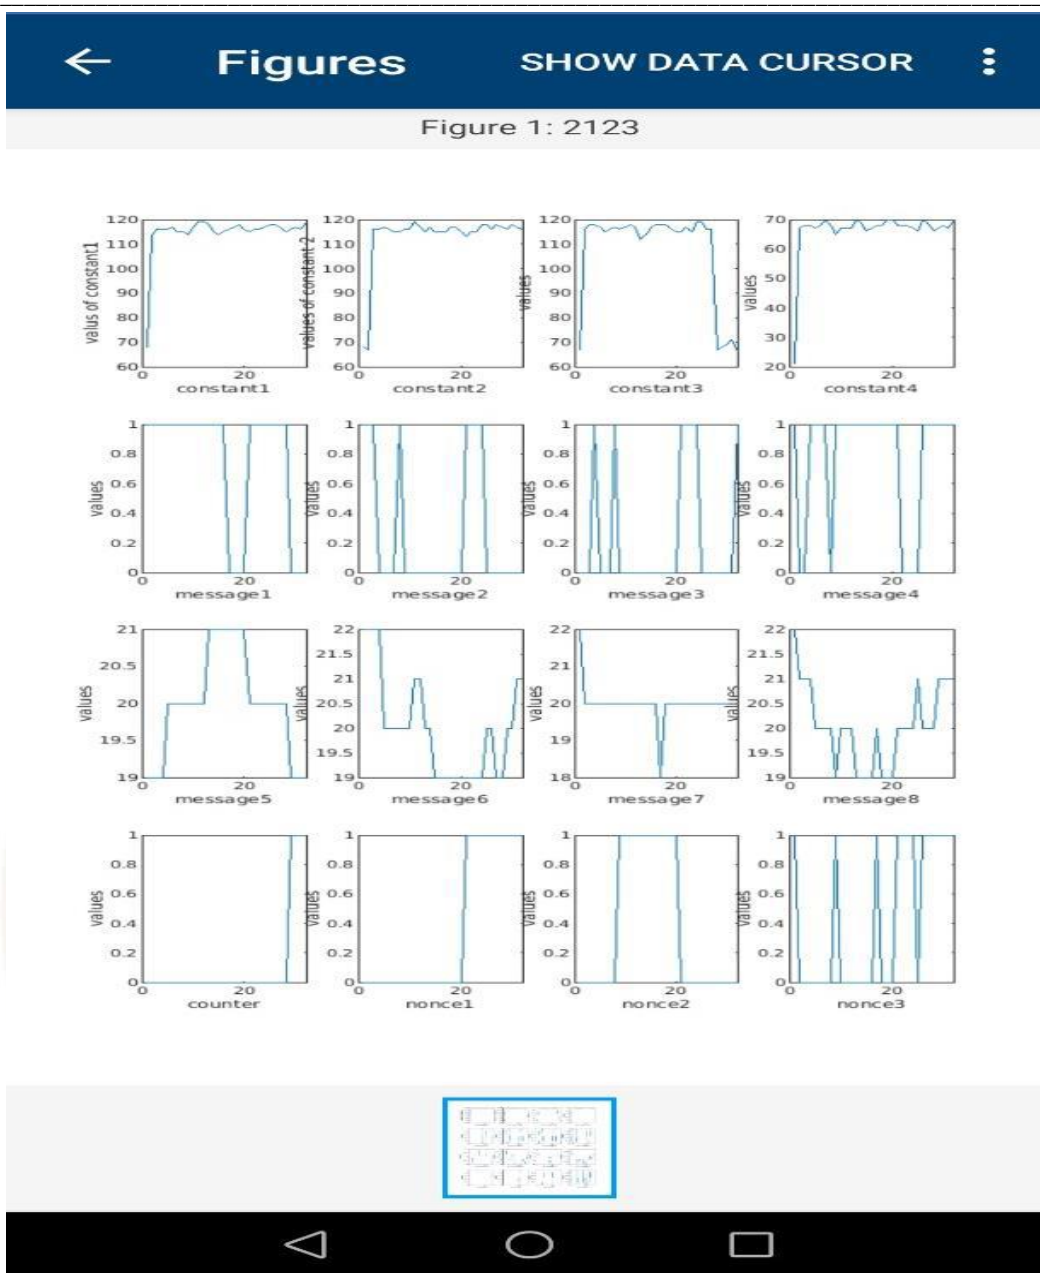 Figures SHOW DATA CURSOR
Figure 1: 2123
120 110 100 90 80 70 60
valus of constant1
0 20
constant1
120 110 100 90 80 70 60
values of constant 2
0 20
constant2
120 110 100 90 80 70 60
values
0 20
constant3
70 60 50 40 30 20
values
0 20
constant4
1 0.8 0.6 0.4 0.2 0
values
0 20
message1
1 0.8 0.6 0.4 0.2 0
values
0 20
message2
1 0.8 0.6 0.4 0.2 0
values
0 20
message3
1 0.8 0.6 0.4 0.2 0
values
0 20
message4
21 20.5 20 19.5 19
values
0 20
message5
22 21.5 21 20.5 20 19.5 19
values
0 20
message6
22 21 20 19 18
values
0 20
message7
22 21.5 21 20.5 20 19.5 19
values
0 20
message8
1 0.8 0.6 0.4 0.2 0
values
0 20
counter
1 0.8 0.6 0.4 0.2 0
values
0 20
nonce1
1 0.8 0.6 0.4 0.2 0
values
0 20
nonce2
1 0.8 0.6 0.4 0.2 0
values
0 20
nonce3